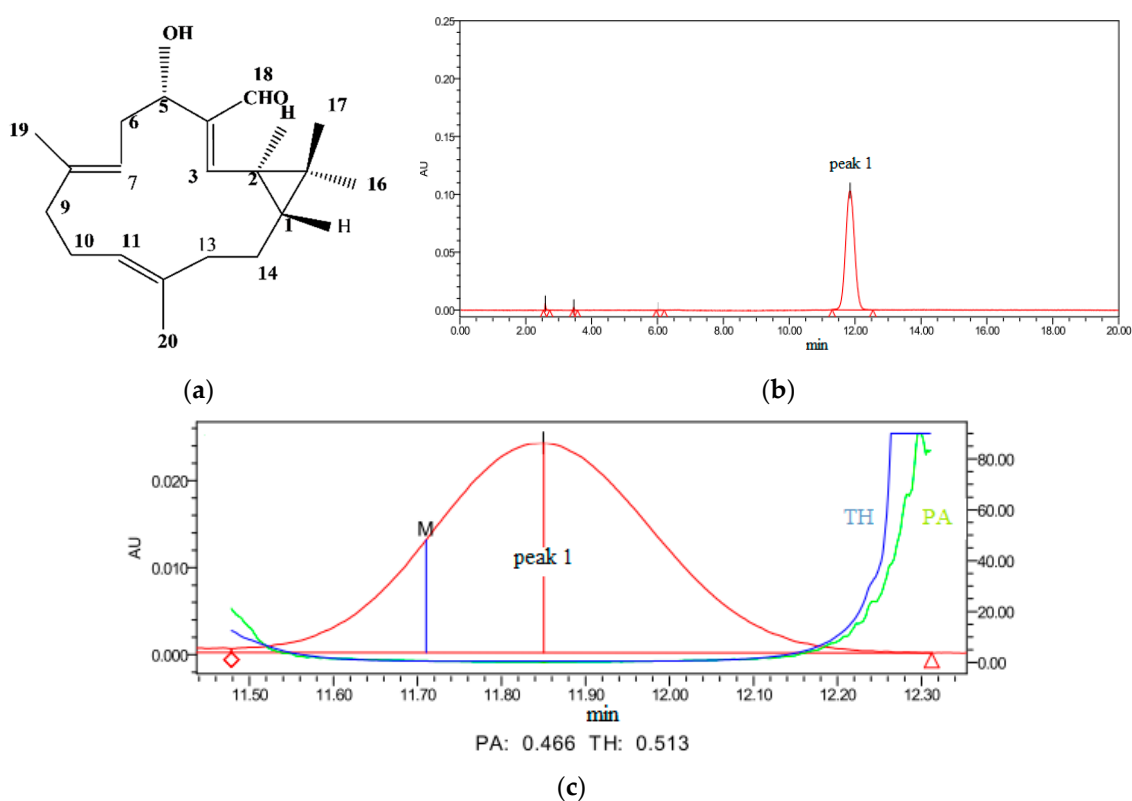 OH
18
CHO
H
17
5
6
19
3
2
16
7
1
H
9
10
11
13
14
20
(a)
0.25
0.20
0.15
0.10
0.05
0.00
AU
peak 1
0.00 2.00 4.00 6.00 8.00 10.00 12.00 14.00 16.00 18.00 20.00
min
(b)
AU
0.020
0.010
0.000
M
peak 1
TH
PA
80.00
60.00
40.00
20.00
0.00
11.50 11.60 11.70 11.80 11.90 12.00 12.10 12.20 12.30
min
PA: 0.466 TH: 0.513
(c)